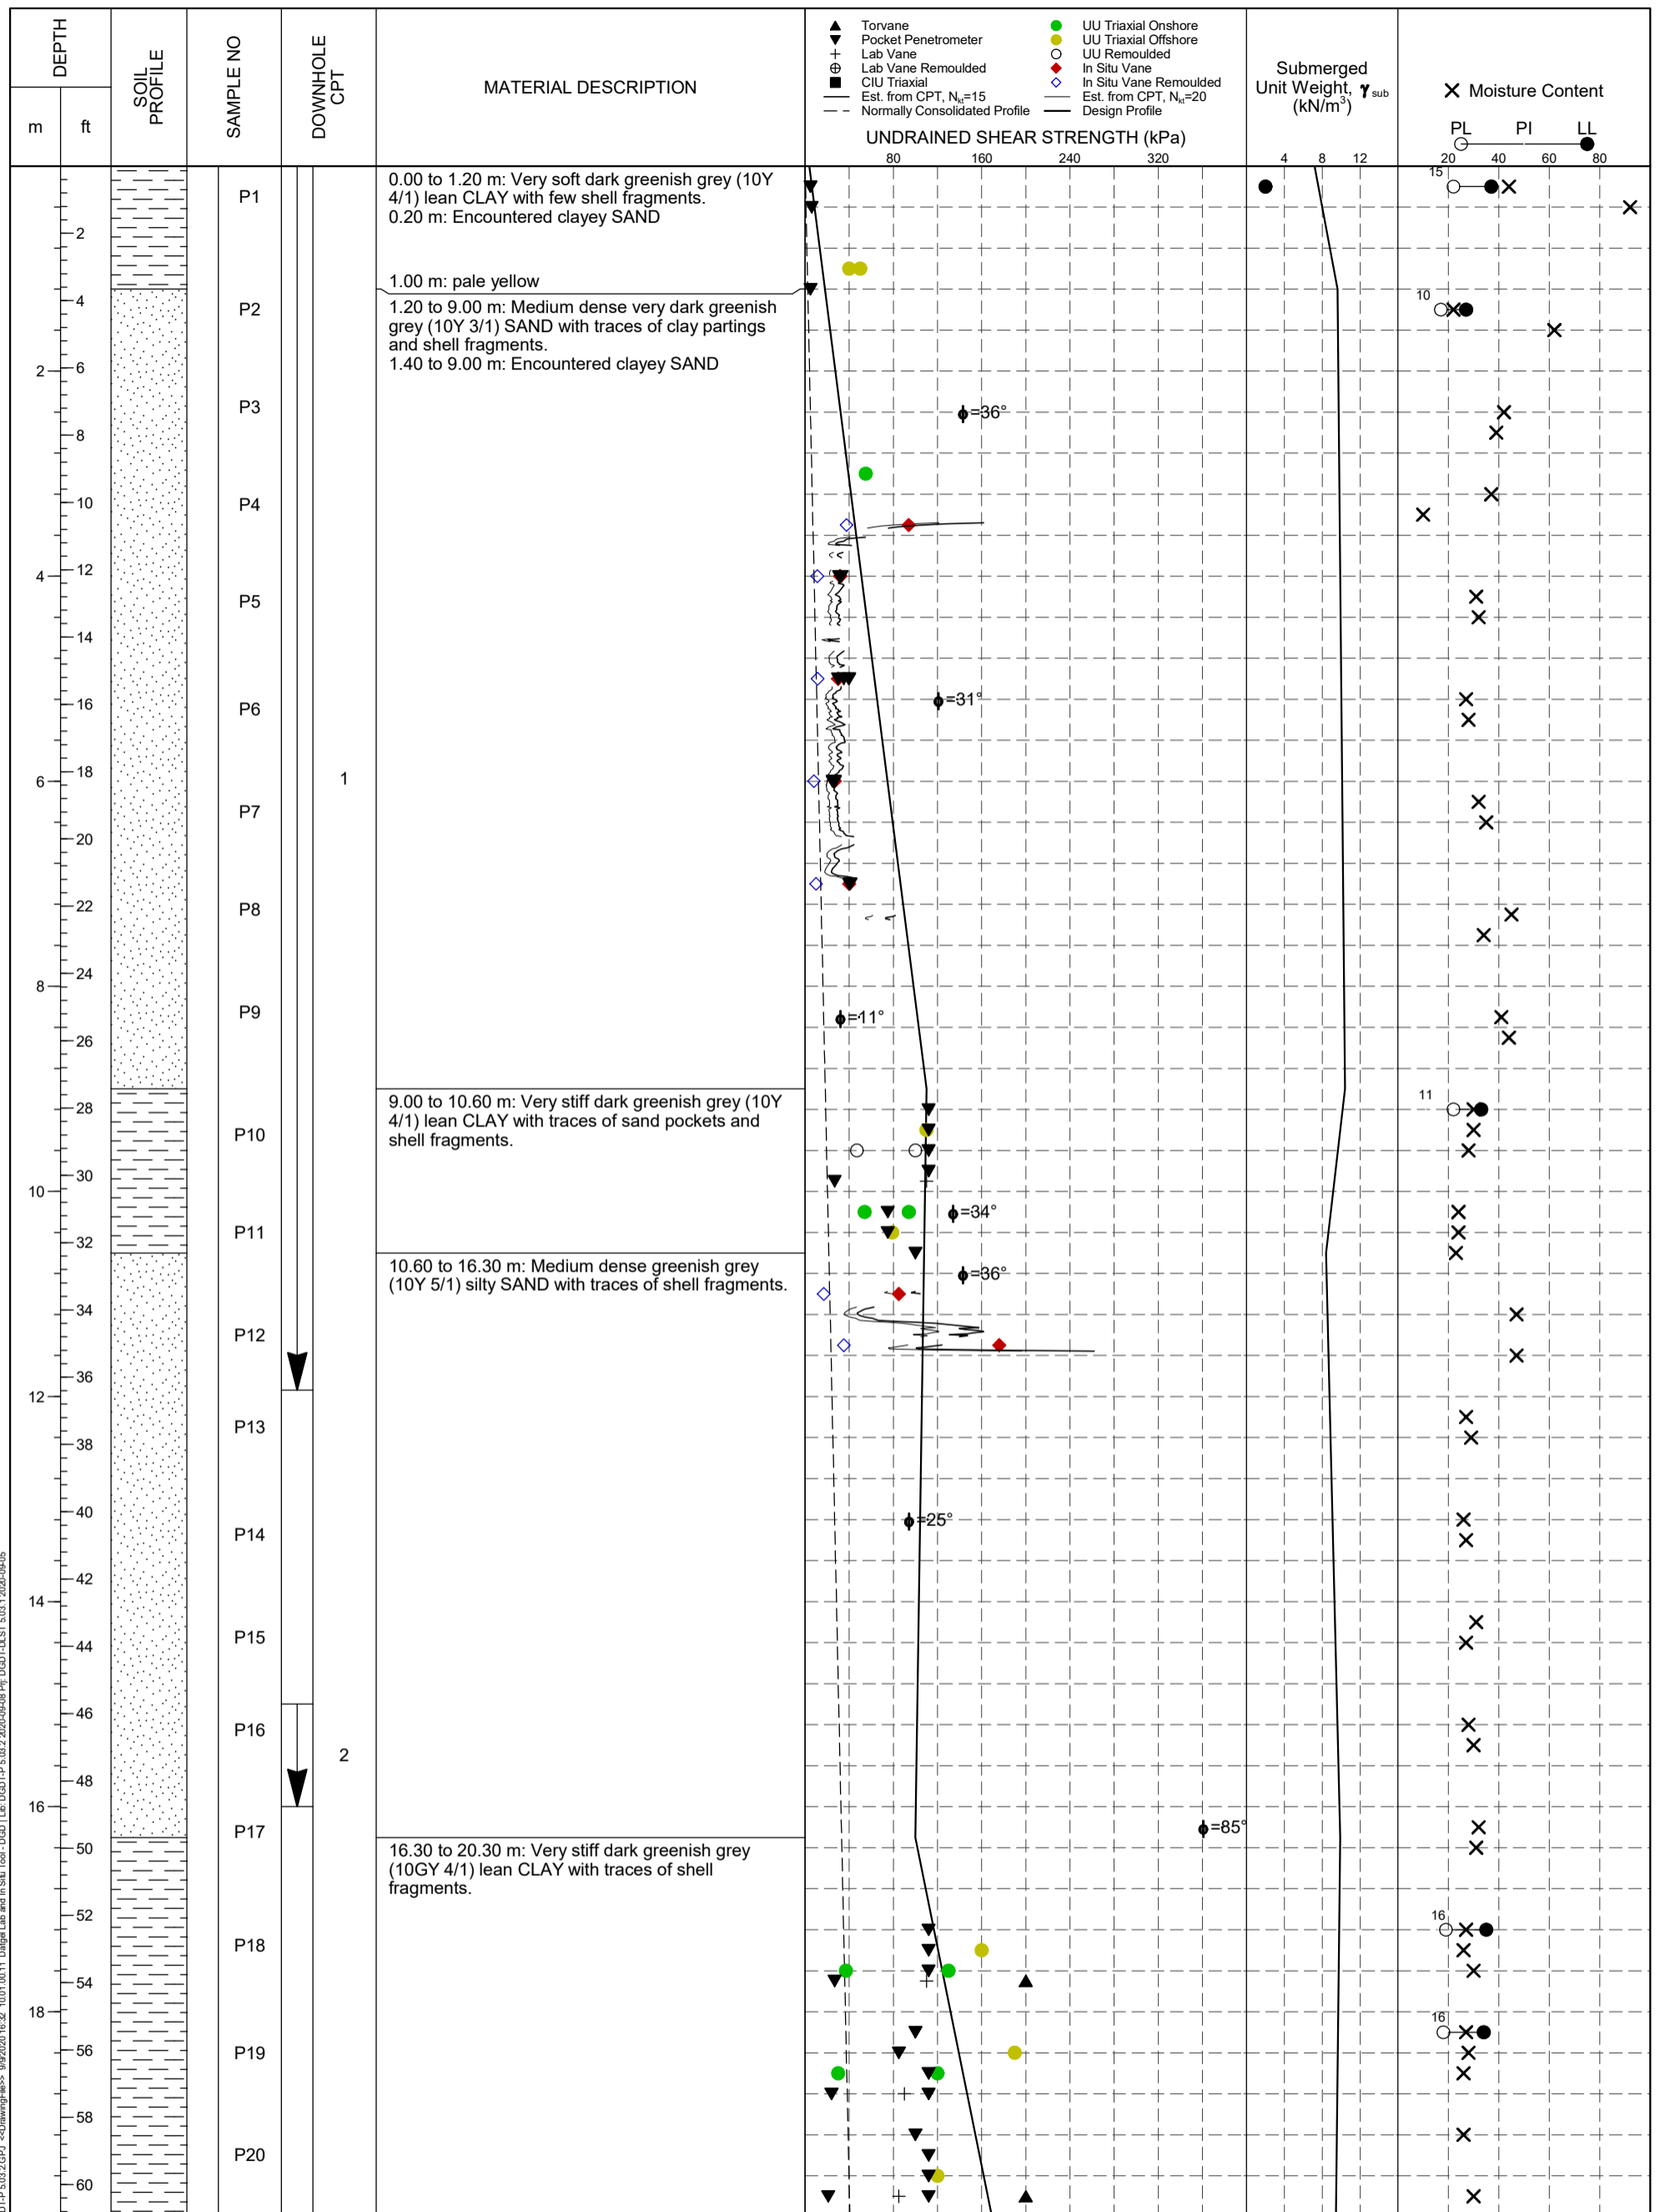 DEPTH
m
ft
SOIL
PROFILE
SAMPLE NO
DOWNHOLE
CPT
MATERIAL DESCRIPTION
Torvane
Pocket Penetrometer
Lab Vane
Lab Vane Remoulded
CIU Triaxial
Est. from CPT, Nkt=15
Normally Consolidated Profile
UU Triaxial Onshore
UU Triaxial Offshore
UU Remoulded
In Situ Vane
In Situ Vane Remoulded
Est. from CPT, Nkt=20
Design Profile
UNDRAINED SHEAR STRENGTH (kPa)
80 160 240 320
Submerged
Unit Weight, γ sub
(kN/m³)
4 8 12
Moisture Content
PL PI LL
20 40 60 80
P1
0.00 to 1.20 m: Very soft dark greenish grey (10Y
4/1) lean CLAY with few shell fragments.
0.20 m: Encountered clayey SAND
15
2
1.00 m: pale yellow
4
P2
1.20 to 9.00 m: Medium dense very dark greenish
grey (10Y 3/1) SAND with traces of clay partings
and shell fragments.
1.40 to 9.00 m: Encountered clayey SAND
10
2
6
P3
ϕ=36°
8
10
P4
4
12
P5
14
16
P6
ϕ=31°
6
18
1
P7
20
22
P8
24
8
P9
ϕ=11°
26
9.00 to 10.60 m: Very stiff dark greenish grey (10Y
4/1) lean CLAY with traces of sand pockets and
shell fragments.
11
28
P10
30
10
ϕ=34°
P11
32
10.60 to 16.30 m: Medium dense greenish grey
(10Y 5/1) silty SAND with traces of shell fragments.
ϕ=36°
34
P12
36
12
P13
38
40
P14
ϕ=25°
42
14
P15
44
46
P16
2
48
16
P17
ϕ=85°
50
16.30 to 20.30 m: Very stiff dark greenish grey
(10GY 4/1) lean CLAY with traces of shell
fragments.
52
16
P18
54
18
16
56
P19
58
P20
60